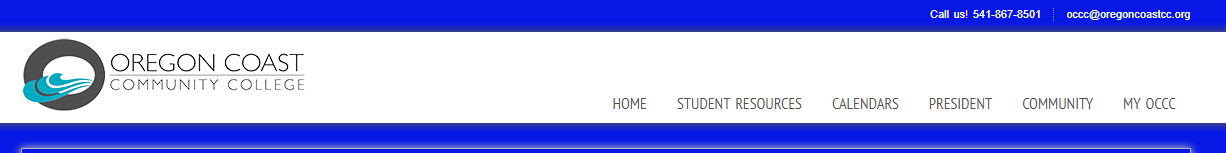 Call us! 541-867-8501 occc@oregoncoastcc.org
OREGON COAST
COMMUNITY COLLEGE
HOME STUDENT RESOURCES CALENDARS PRESIDENT COMMUNITY MY OCCC